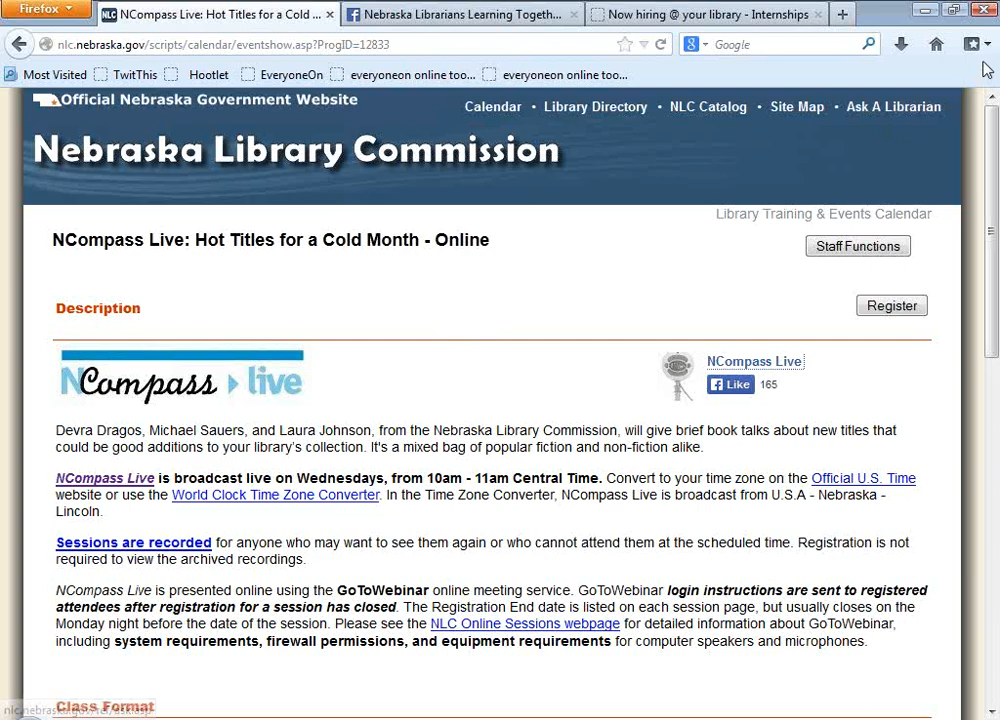 Firefox
NCompass Live: Hot Titles for a Cold ...
Nebraska Librarians Learning Togeth...
Now hiring @ your library - Internships
nlc.nebraska.gov/scripts/calendar/eventshow.asp?ProgID=12833
Google
Most Visited TwitThis Hootlet EveryoneOn everyoneon online too... everyoneon online too...
Official Nebraska Government Website
Calendar • Library Directory • NLC Catalog • Site Map • Ask A Librarian
Nebraska Library Commission
Library Training & Events Calendar
NCompass Live: Hot Titles for a Cold Month - Online
Staff Functions
Description
Register
NCompass live
NCompass Live
Like 165
Devra Dragos, Michael Sauers, and Laura Johnson, from the Nebraska Library Commission, will give brief book talks about new titles that
could be good additions to your library's collection. It's a mixed bag of popular fiction and non-fiction alike.
NCompass Live is broadcast live on Wednesdays, from 10am - 11am Central Time. Convert to your time zone on the Official U.S. Time
website or use the World Clock Time Zone Converter. In the Time Zone Converter, NCompass Live is broadcast from U.S.A - Nebraska -
Lincoln.
Sessions are recorded for anyone who may want to see them again or who cannot attend them at the scheduled time. Registration is not
required to view the archived recordings.
NCompass Live is presented online using the GoToWebinar online meeting service. GoToWebinar login instructions are sent to registered
attendees after registration for a session has closed. The Registration End date is listed on each session page, but usually closes on the
Monday night before the date of the session. Please see the NLC Online Sessions webpage for detailed information about GoToWebinar,
including system requirements, firewall permissions, and equipment requirements for computer speakers and microphones.
Class Format